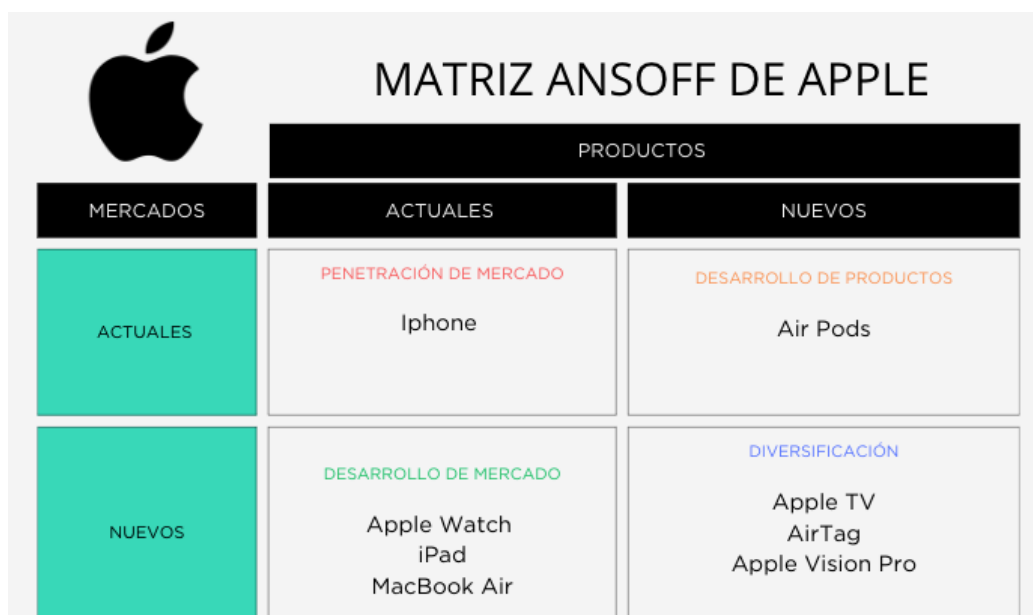 MATRIZ ANSOFF DE APPLE
PRODUCTOS
MERCADOS
ACTUALES
NUEVOS
ACTUALES
PENETRACIÓN DE MERCADO
Iphone
DESARROLLO DE PRODUCTOS
Air Pods
NUEVOS
DESARROLLO DE MERCADO
Apple Watch
iPad
MacBook Air
DIVERSIFICACIÓN
Apple TV
AirTag
Apple Vision Pro